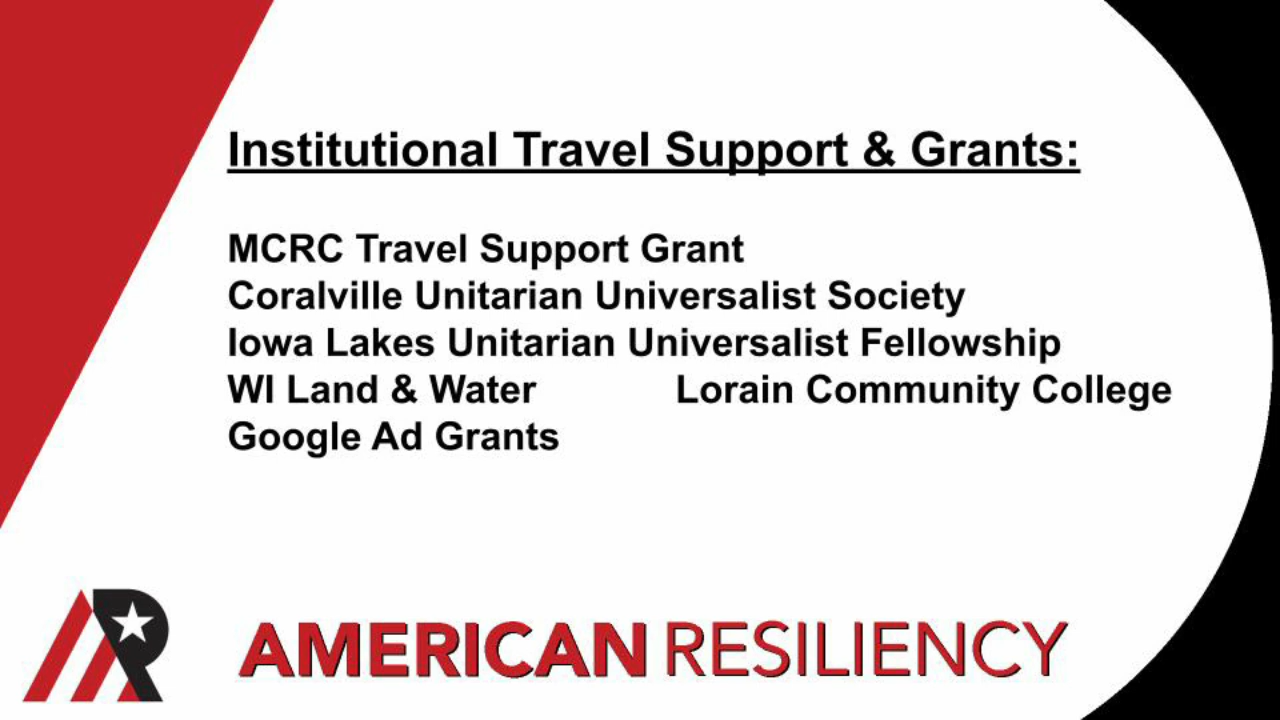 Institutional Travel Support & Grants:
MCRC Travel Support Grant
Coralville Unitarian Universalist Society
Iowa Lakes Unitarian Universalist Fellowship
WI Land & Water Lorain Community College
Google Ad Grants
AR
AMERICAN RESILIENCY